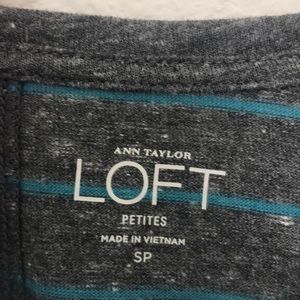 ANN TAYLOR
LOFT
PETITES
MADE IN VIETNAM
SP